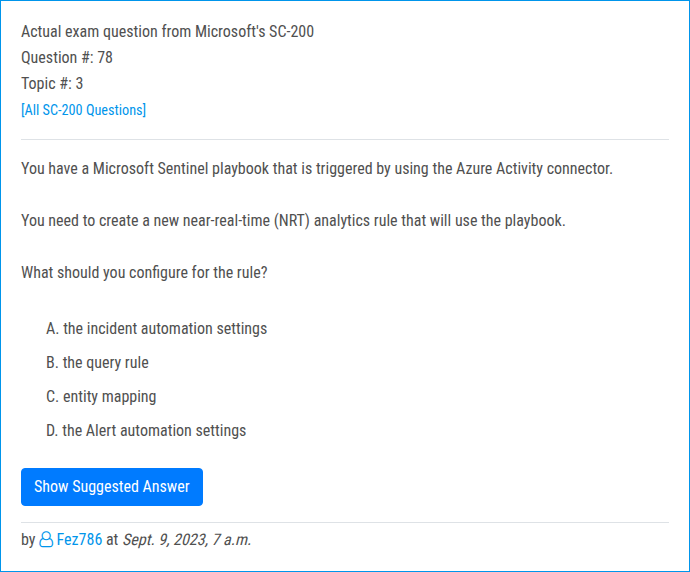 Actual exam question from Microsoft's SC-200
Question #: 78
Topic #: 3
[All SC-200 Questions]
You have a Microsoft Sentinel playbook that is triggered by using the Azure Activity connector.
You need to create a new near-real-time (NRT) analytics rule that will use the playbook.
What should you configure for the rule?
A. the incident automation settings
B. the query rule
C. entity mapping
D. the Alert automation settings
Show Suggested Answer
by Fez786 at Sept. 9, 2023, 7 a.m.